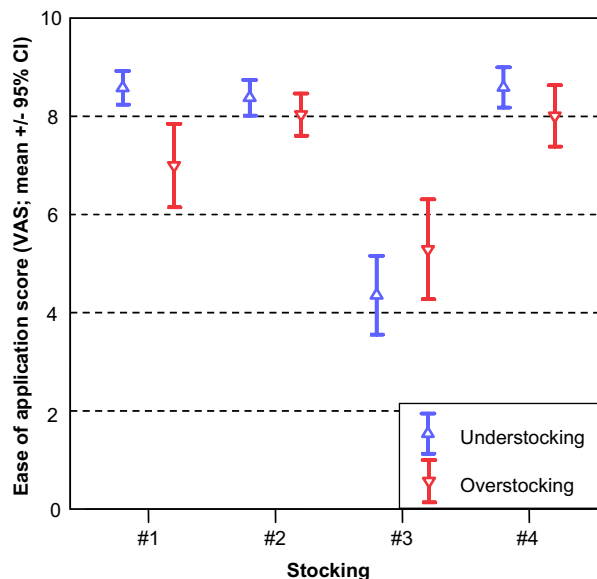 Ease of application score (VAS; mean +/- 95% CI)
10
8
6
4
2
0
Understocking
Overstocking
#1 #2 #3 #4
Stocking